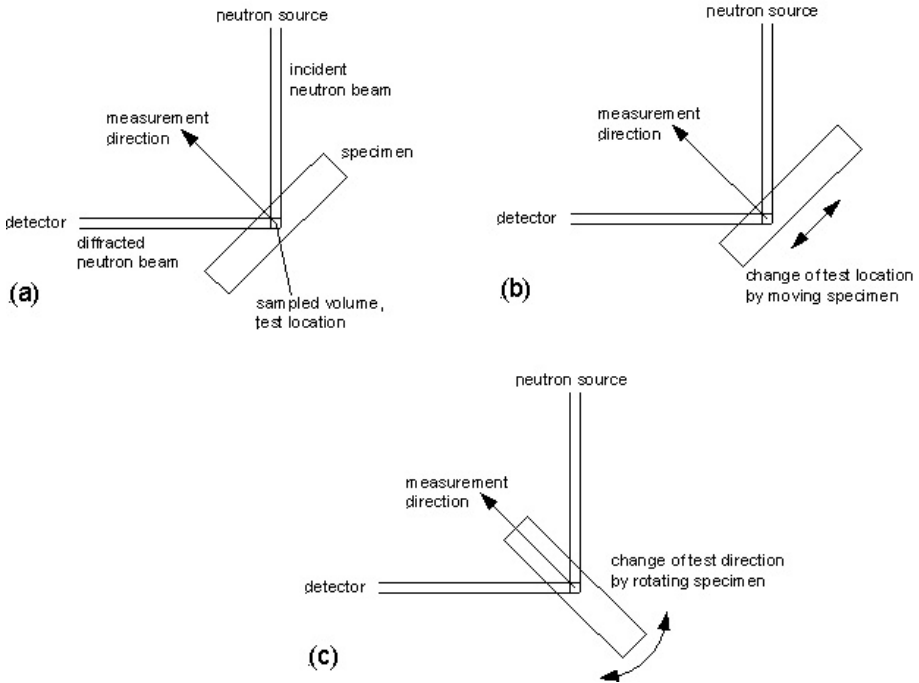 neutron source
incident
neutron beam
measurement
direction
specimen
detector
diffracted
neutron beam
sampled volume,
test location
(a)
neutron source
measurement
direction
detector
change of test location
by moving specimen
(b)
neutron source
measurement
direction
change of test direction
by rotating specimen
detector
(c)